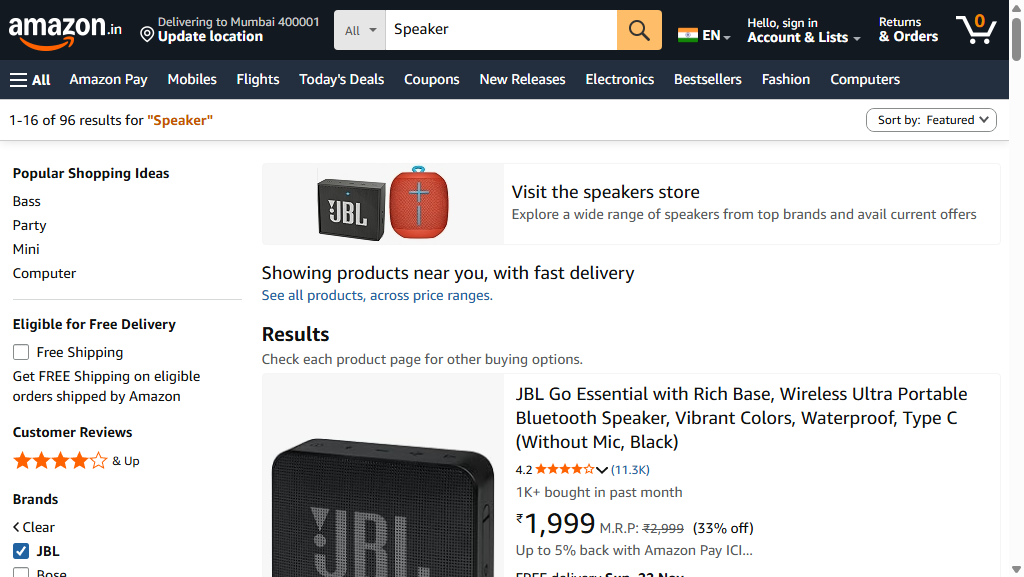 amazon.in
Delivering to Mumbai 400001
Update location
All
Speaker
EN
Hello, sign in
Account & Lists
Returns
& Orders
0
All
Amazon Pay
Mobiles
Flights
Today's Deals
Coupons
New Releases
Electronics
Bestsellers
Fashion
Computers
1-16 of 96 results for "Speaker"
Sort by: Featured
Popular Shopping Ideas
Bass
Party
Mini
Computer
Eligible for Free Delivery
Free Shipping
Get FREE Shipping on eligible
orders shipped by Amazon
Customer Reviews
& Up
Brands
Clear
JBL
Bose
JBL
Visit the speakers store
Explore a wide range of speakers from top brands and avail current offers
Showing products near you, with fast delivery
See all products, across price ranges.
Results
Check each product page for other buying options.
JBL
JBL Go Essential with Rich Base, Wireless Ultra Portable
Bluetooth Speaker, Vibrant Colors, Waterproof, Type C
(Without Mic, Black)
4.2 (11.3K)
1K+ bought in past month
₹1,999 M.R.P: ₹2,999 (33% off)
Up to 5% back with Amazon Pay ICI...
FREE delivery Sun, 23 Nov